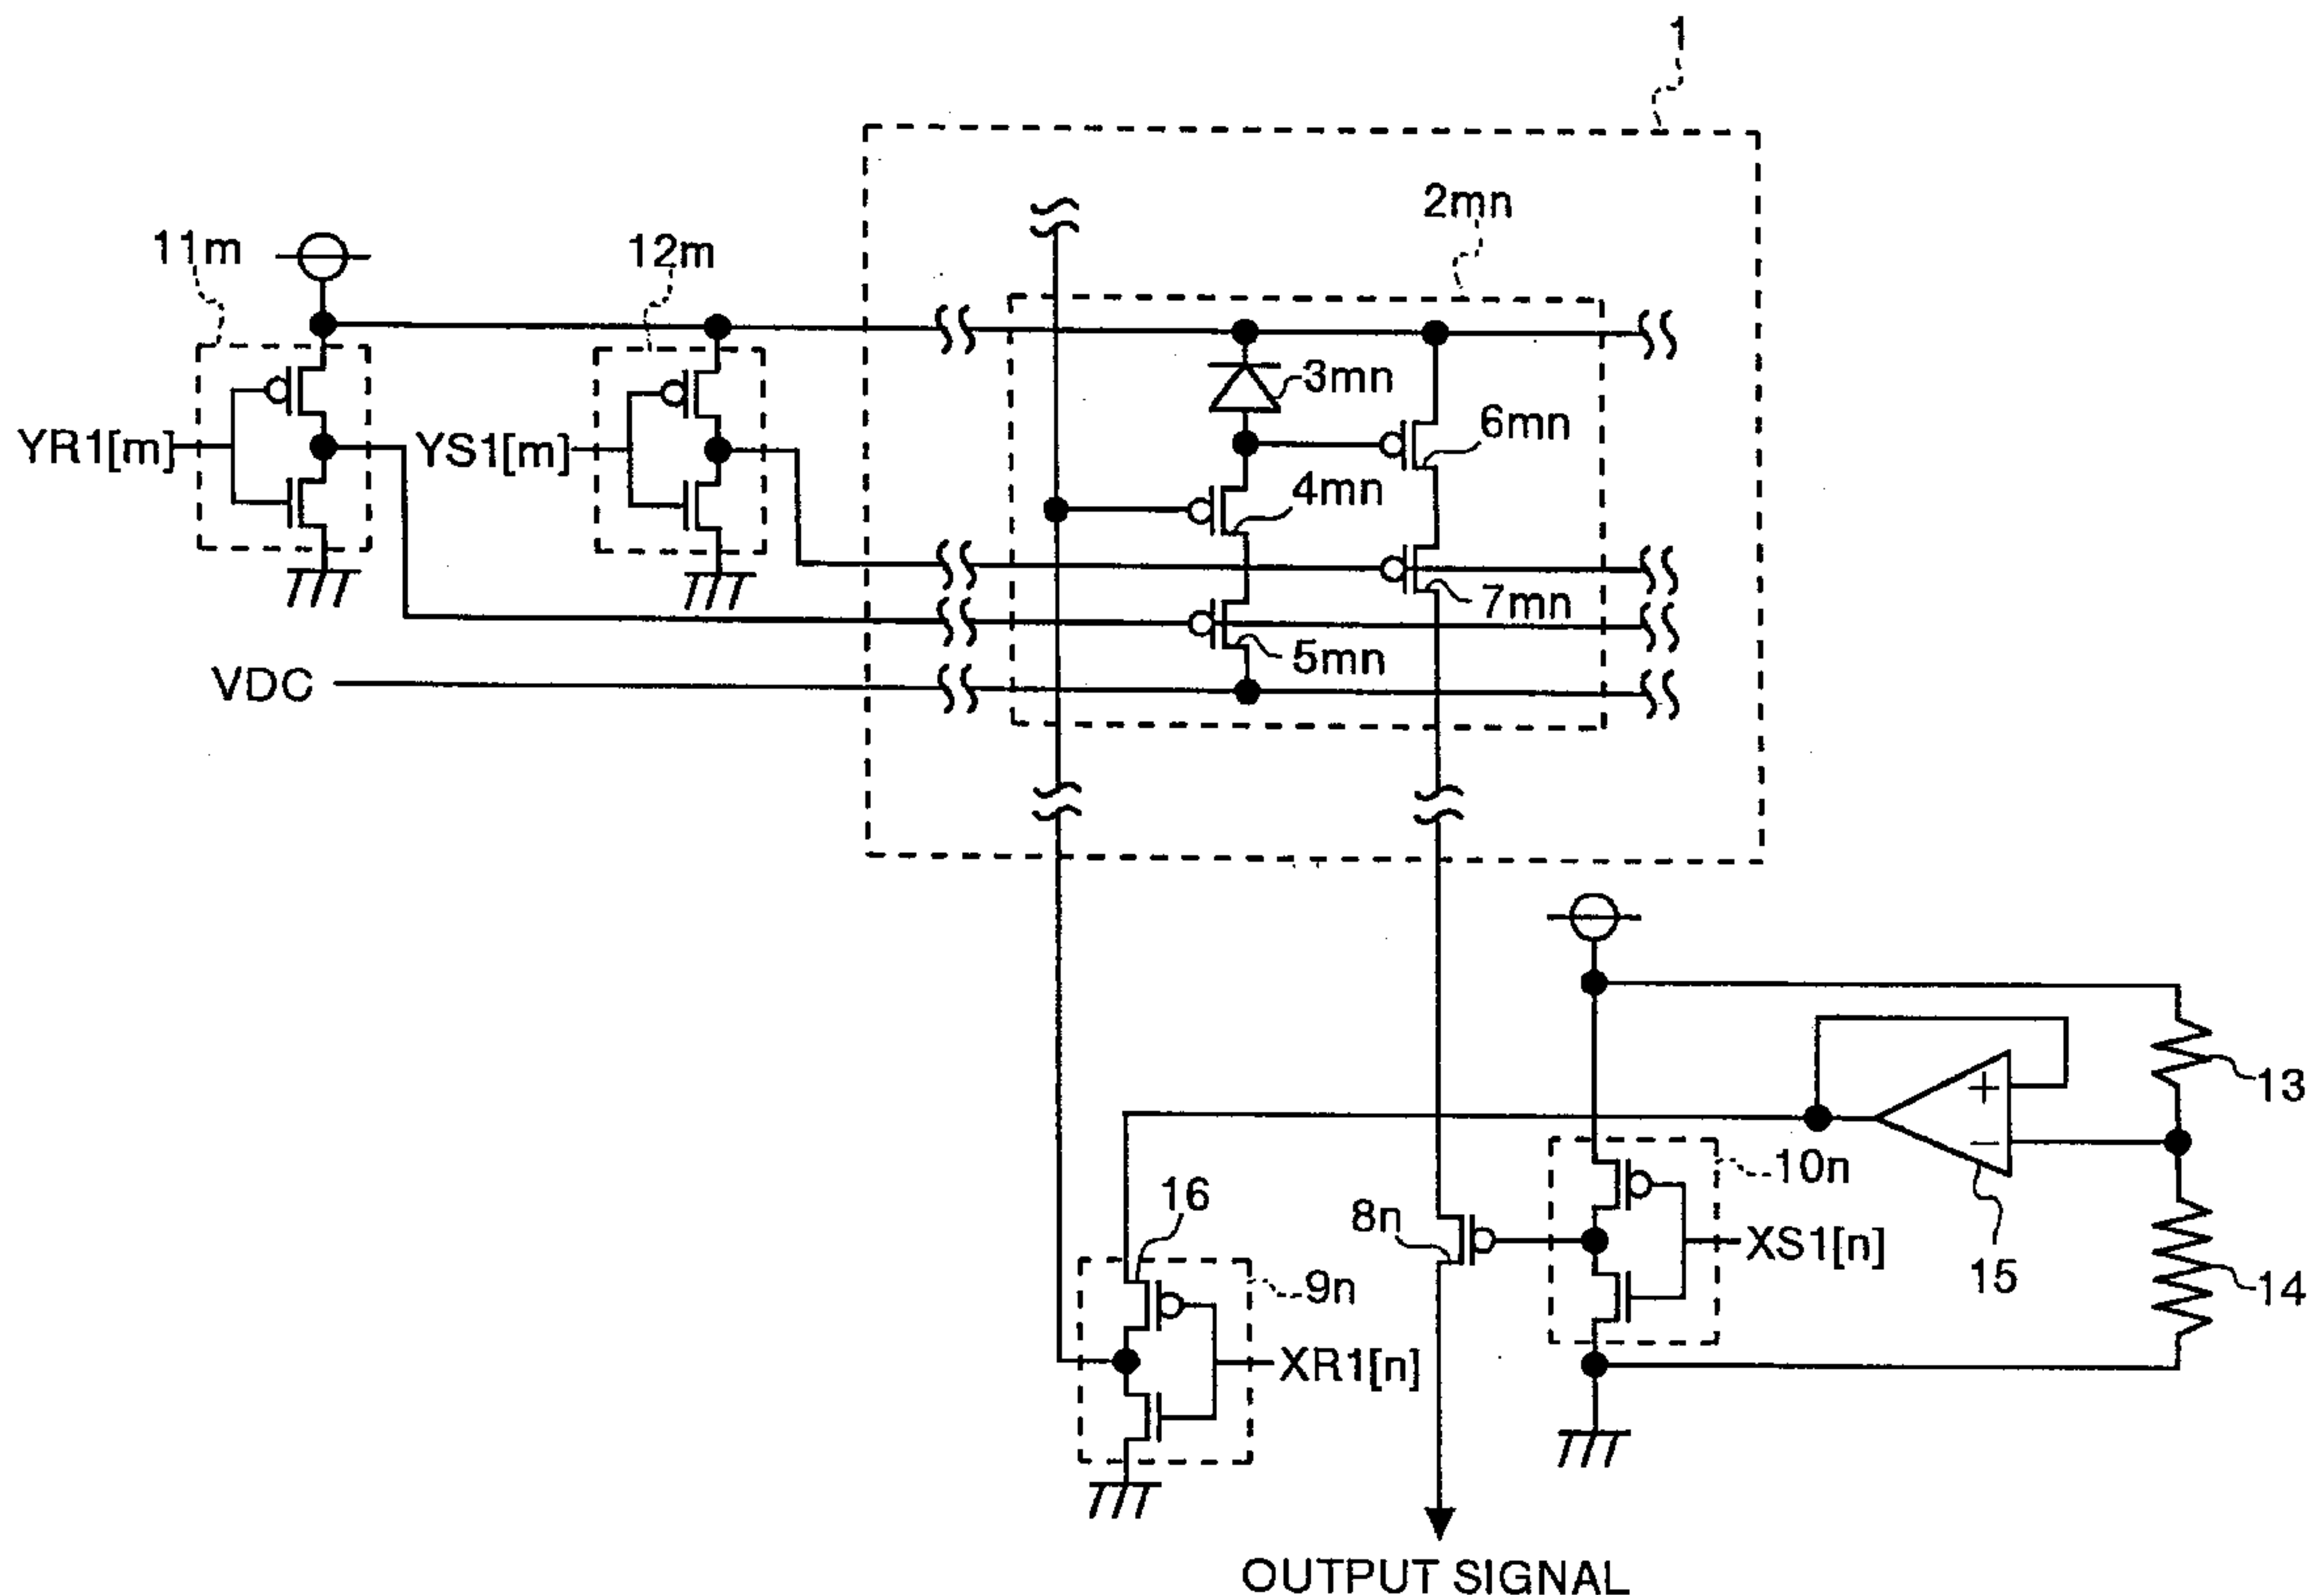 1
2mn
11m
12m
3mn
6mn
YR1[m]
YS1[m]
4mn
7mn
5mn
VDC
+
13
−
10n
16
8n
XS1[n]
15
14
9n
XR1[n]
OUTPUT SIGNAL